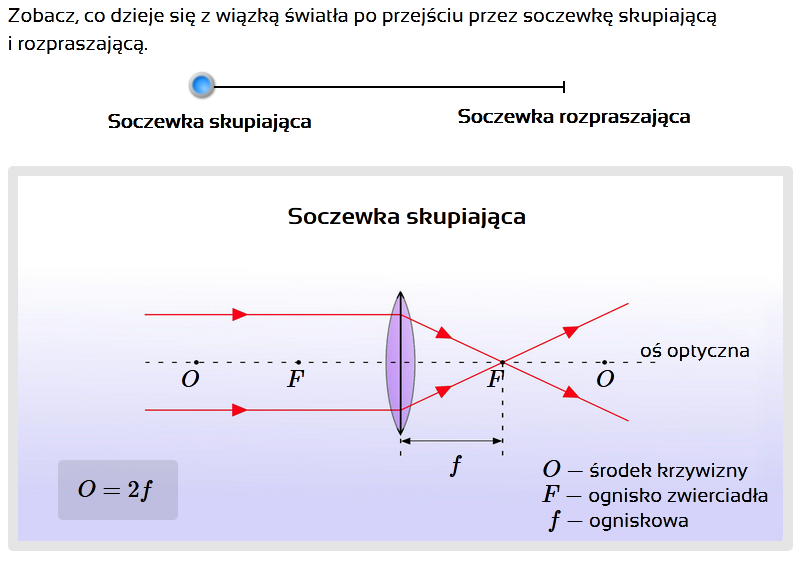 Zobacz, co dzieje się z wiązką światła po przejściu przez soczewkę skupiającą
i rozpraszającą.
Soczewka skupiająca
Soczewka rozpraszająca
Soczewka skupiająca
oś optyczna
O F F O
f
O = 2f
O – środek krzywizny
F – ognisko zwierciadła
f – ogniskowa